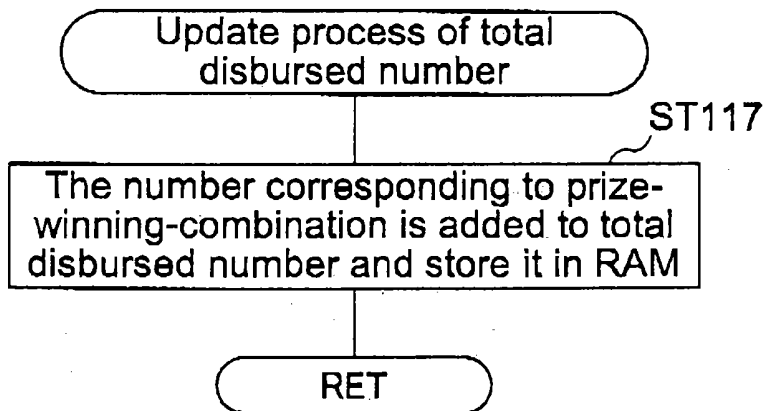 Update process of total
disbursed number
ST117
The number corresponding to prize-
winning-combination is added to total
disbursed number and store it in RAM
RET